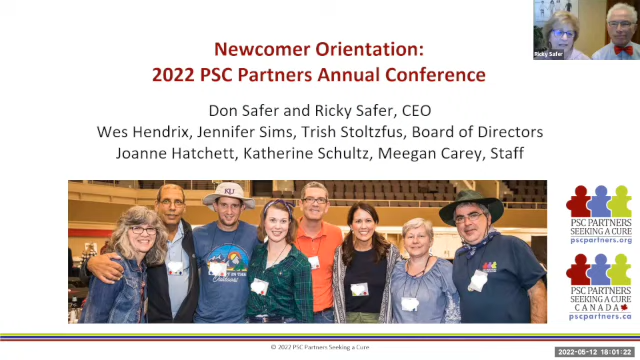 Newcomer Orientation:
2022 PSC Partners Annual Conference
Don Safer and Ricky Safer, CEO
Wes Hendrix, Jennifer Sims, Trish Stoltzfus, Board of Directors
Joanne Hatchett, Katherine Schultz, Meegan Carey, Staff
Ricky Safer
KU
PSC PARTNERS
SEEKING A CURE
pscpartners.org
PSC PARTNERS
SEEKING A CURE
CANADA
pscpartners.ca
© 2022 PSC Partners Seeking a Cure
2022-05-12 18:01:22